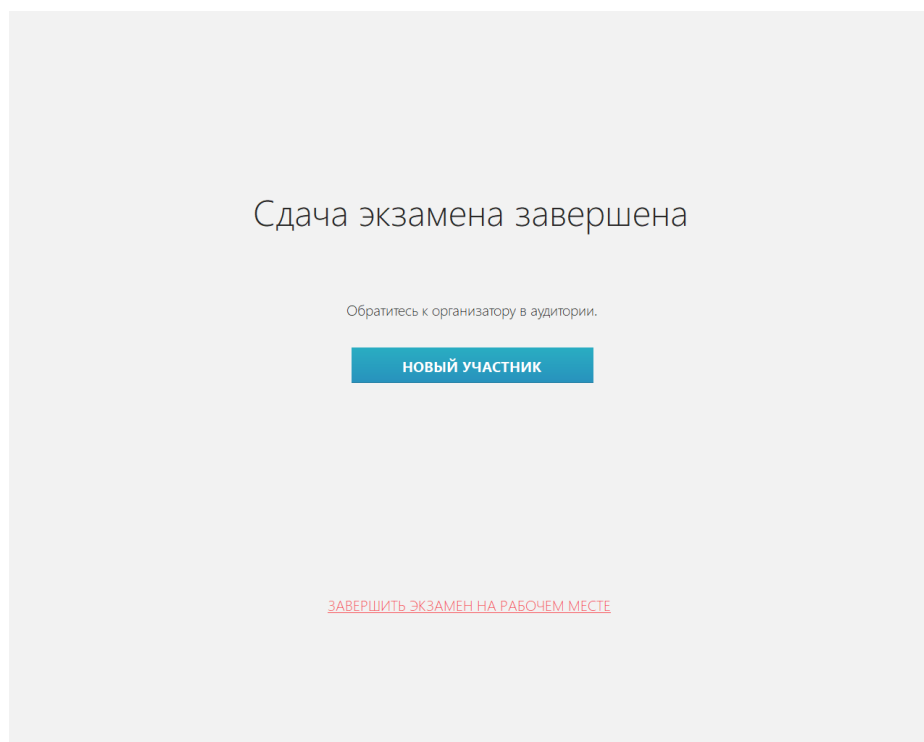 Сдача экзамена завершена
Обратитесь к организатору в аудитории.
НОВЫЙ УЧАСТНИК
ЗАВЕРШИТЬ ЭКЗАМЕН НА РАБОЧЕМ МЕСТЕ